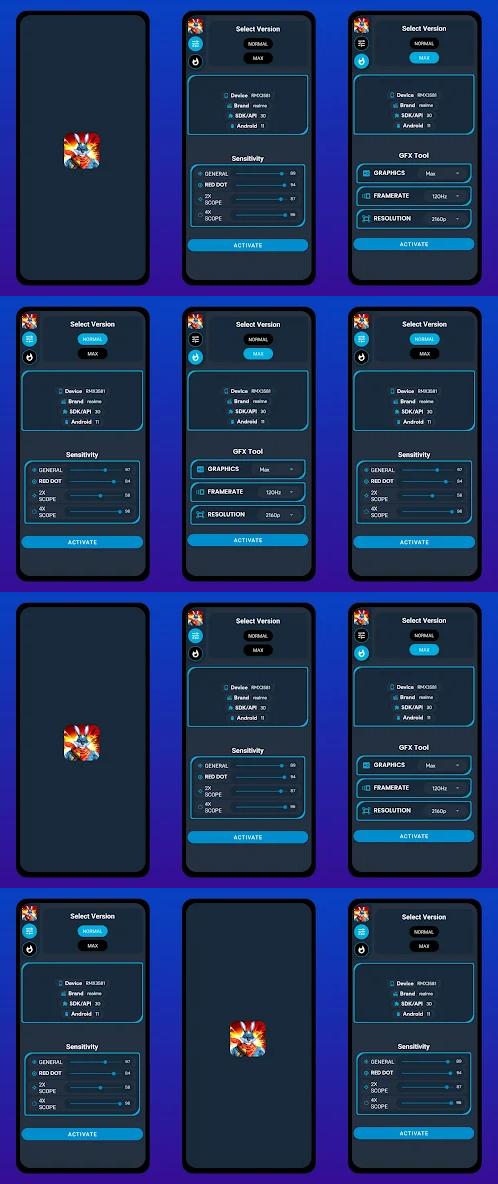 Select Version
NORMAL
MAX
Device RMX3581
Brand realme
SDK/API 30
Android 11
Sensitivity
GENERAL 89
RED DOT 94
2X SCOPE 87
4X SCOPE 98
ACTIVATE
Select Version
NORMAL
MAX
Device RMX3581
Brand realme
SDK/API 30
Android 11
GFX Tool
GRAPHICS Max
FRAMERATE 120Hz
RESOLUTION 2160p
ACTIVATE
Select Version
NORMAL
MAX
Device RMX3581
Brand realme
SDK/API 30
Android 11
Sensitivity
GENERAL 97
RED DOT 84
2X SCOPE 58
4X SCOPE 98
ACTIVATE
Select Version
NORMAL
MAX
Device RMX3581
Brand realme
SDK/API 30
Android 11
GFX Tool
GRAPHICS Max
FRAMERATE 120Hz
RESOLUTION 2160p
ACTIVATE
Select Version
NORMAL
MAX
Device RMX3581
Brand realme
SDK/API 30
Android 11
Sensitivity
GENERAL 97
RED DOT 84
2X SCOPE 58
4X SCOPE 98
ACTIVATE
Select Version
NORMAL
MAX
Device RMX3581
Brand realme
SDK/API 30
Android 11
Sensitivity
GENERAL 89
RED DOT 94
2X SCOPE 87
4X SCOPE 98
ACTIVATE
Select Version
NORMAL
MAX
Device RMX3581
Brand realme
SDK/API 30
Android 11
GFX Tool
GRAPHICS Max
FRAMERATE 120Hz
RESOLUTION 2160p
ACTIVATE
Select Version
NORMAL
MAX
Device RMX3581
Brand realme
SDK/API 30
Android 11
Sensitivity
GENERAL 97
RED DOT 84
2X SCOPE 58
4X SCOPE 98
ACTIVATE
Select Version
NORMAL
MAX
Device RMX3581
Brand realme
SDK/API 30
Android 11
Sensitivity
GENERAL 89
RED DOT 94
2X SCOPE 87
4X SCOPE 98
ACTIVATE